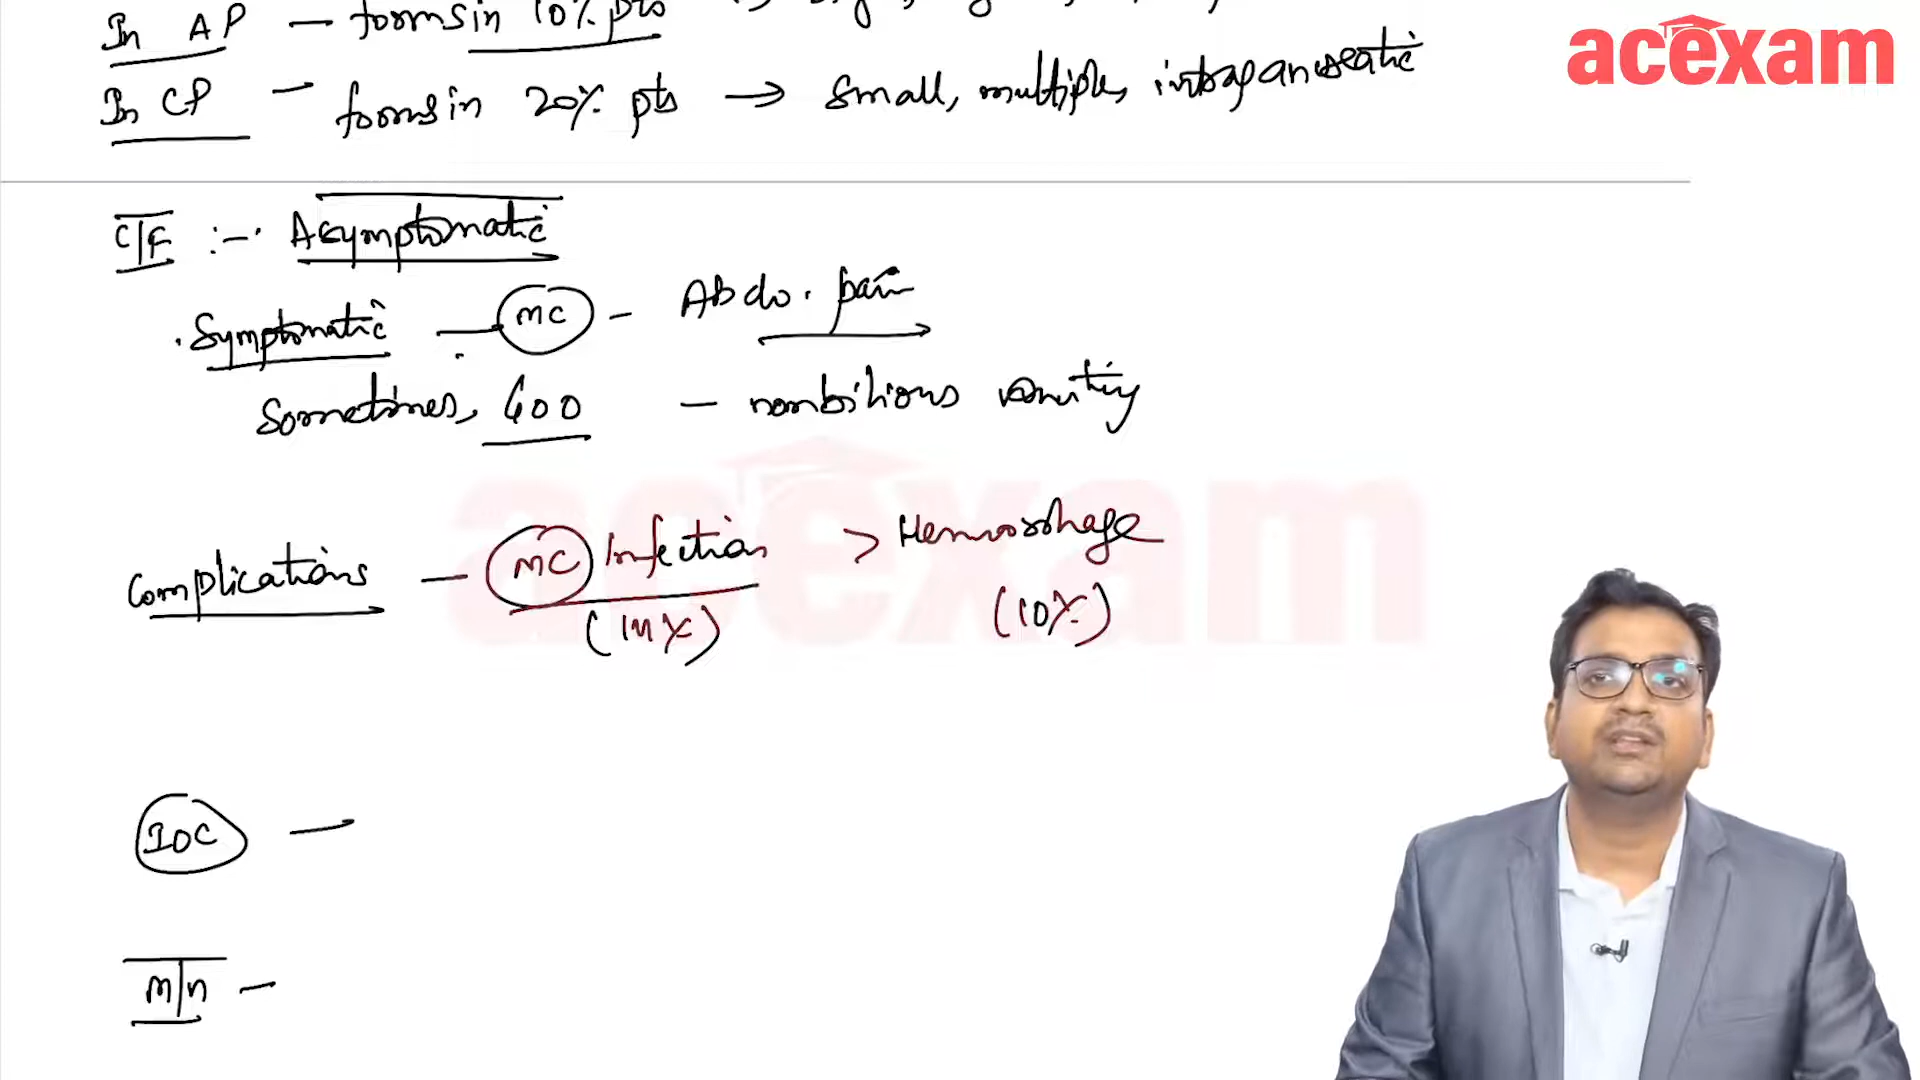 acexam
In AP — forms in 10% pts
In CP — forms in 20% pts → small, multiple, intrapancreatic
C/F :- Asymptomatic
Symptomatic — MC — Abdo. pain
Sometimes, GOO — nonbilious vomiting
acexam
Complications — MC Infection > Hemorrhage
(14%) (10%)
IOC —
M/n —